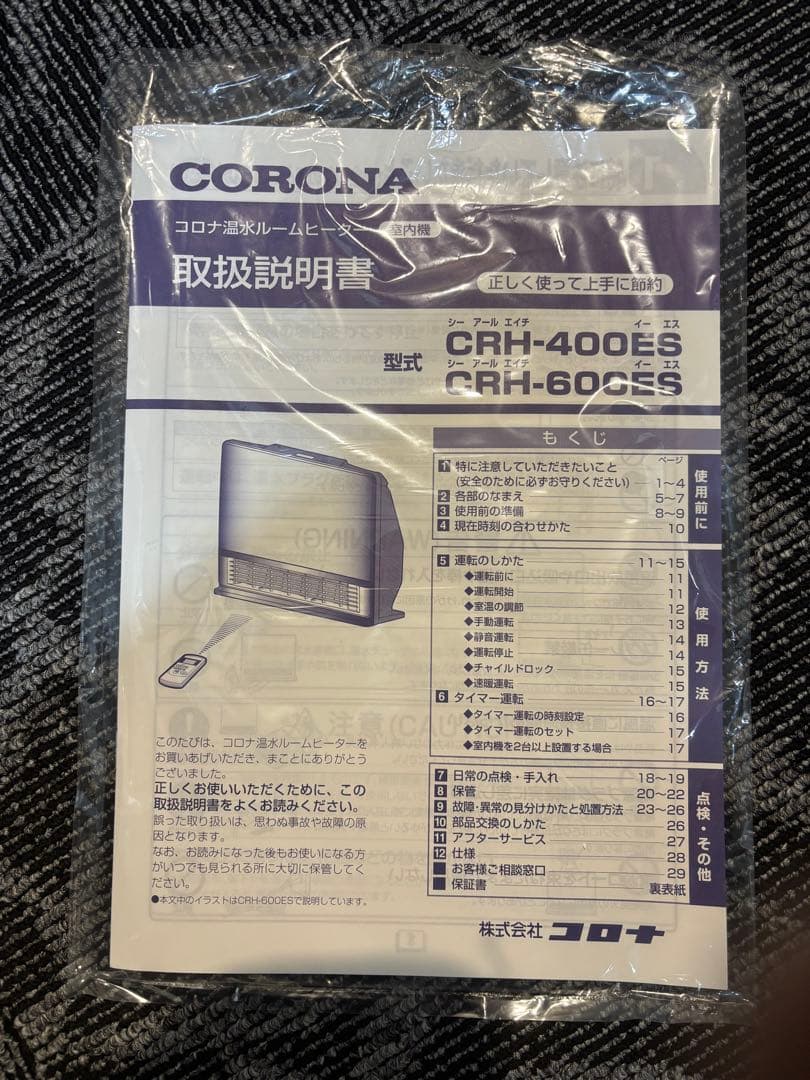 CORONA
コロナ温水ルームヒーター 室内機
取扱説明書
正しく使って上手に節約
型式
シー アール エイチ イー エス
CRH-400ES
シー アール エイチ イー エス
CRH-600ES
もくじ
ページ
1 特に注意していただきたいこと
(安全のために必ずお守りください) 1~4
2 各部のなまえ 5~7
3 使用前の準備 8~9
4 現在時刻の合わせかた 10
使用前に
5 運転のしかた 11~15
◆運転前に 11
◆運転開始 11
◆室温の調節 12
◆手動運転 13
◆静音運転 14
◆運転停止 14
◆チャイルドロック 15
◆速暖運転 15
6 タイマー運転 16~17
◆タイマー運転の時刻設定 16
◆タイマー運転のセット 17
◆室内機を2台以上設置する場合 17
使用方法
7 日常の点検・手入れ 18~19
8 保管 20~22
9 故障・異常の見分けかたと処置方法 23~26
10 部品交換のしかた 26
11 アフターサービス 27
12 仕様 28
■ お客様ご相談窓口 29
■ 保証書 裏表紙
点検・その他
このたびは、コロナ温水ルームヒーターを
お買いあげいただき、まことにありがとう
ございました。
正しくお使いいただくために、この
取扱説明書をよくお読みください。
誤った取り扱いは、思わぬ事故や故障の原
因となります。
なお、お読みになった後もお使いになる方
がいつでも見られる所に大切に保管してく
ださい。
●本文中のイラストはCRH-600ESで説明しています。
株式会社 コロナ